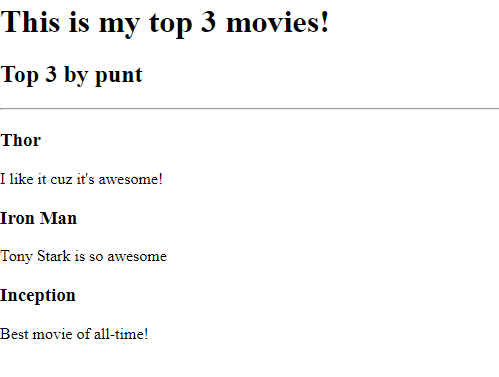 This is my top 3 movies!
Top 3 by punt
Thor
I like it cuz it's awesome!
Iron Man
Tony Stark is so awesome
Inception
Best movie of all-time!